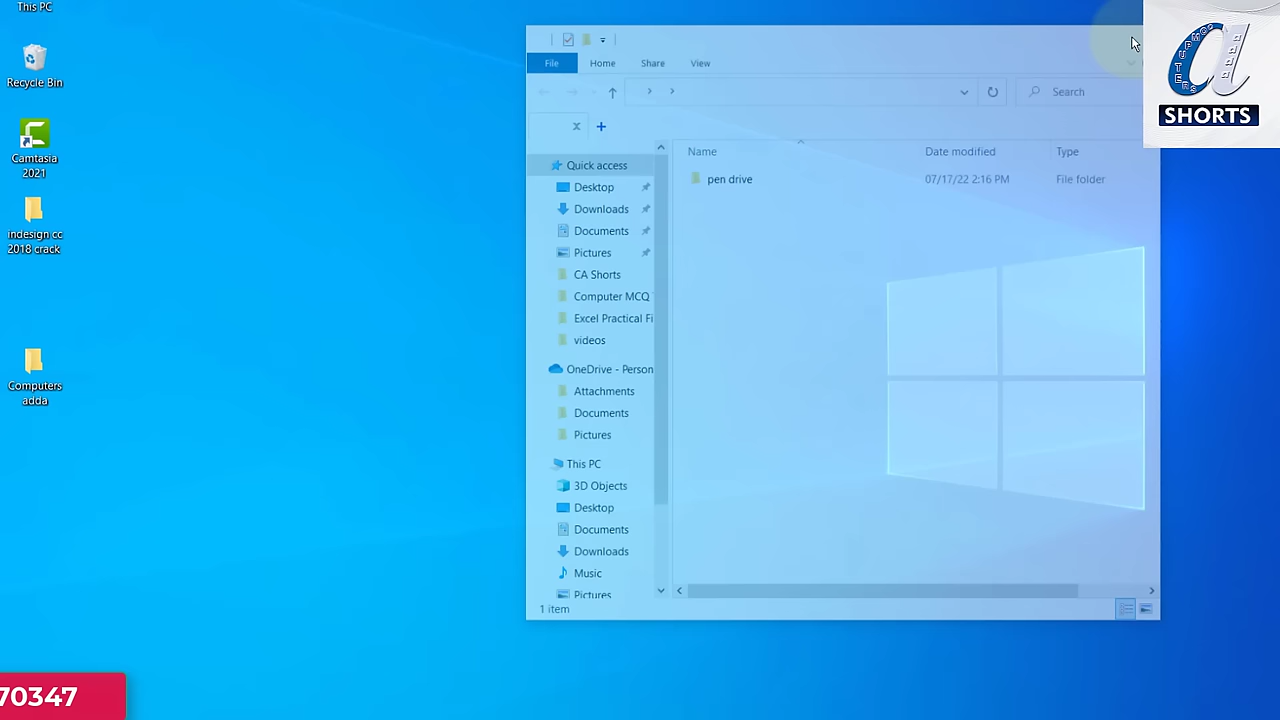 This PC
Recycle Bin
Camtasia
2021
indesign cc
2018 crack
Computers
adda
File
Home
Share
View
Search
Quick access
Desktop
Downloads
Documents
Pictures
CA Shorts
Computer MCQ
Excel Practical Fi
videos
OneDrive - Person
Attachments
Documents
Pictures
This PC
3D Objects
Desktop
Documents
Downloads
Music
Pictures
Name
Date modified
Type
pen drive
07/17/22 2:16 PM
File folder
1 item
COMPUTERS
adda
SHORTS
70347